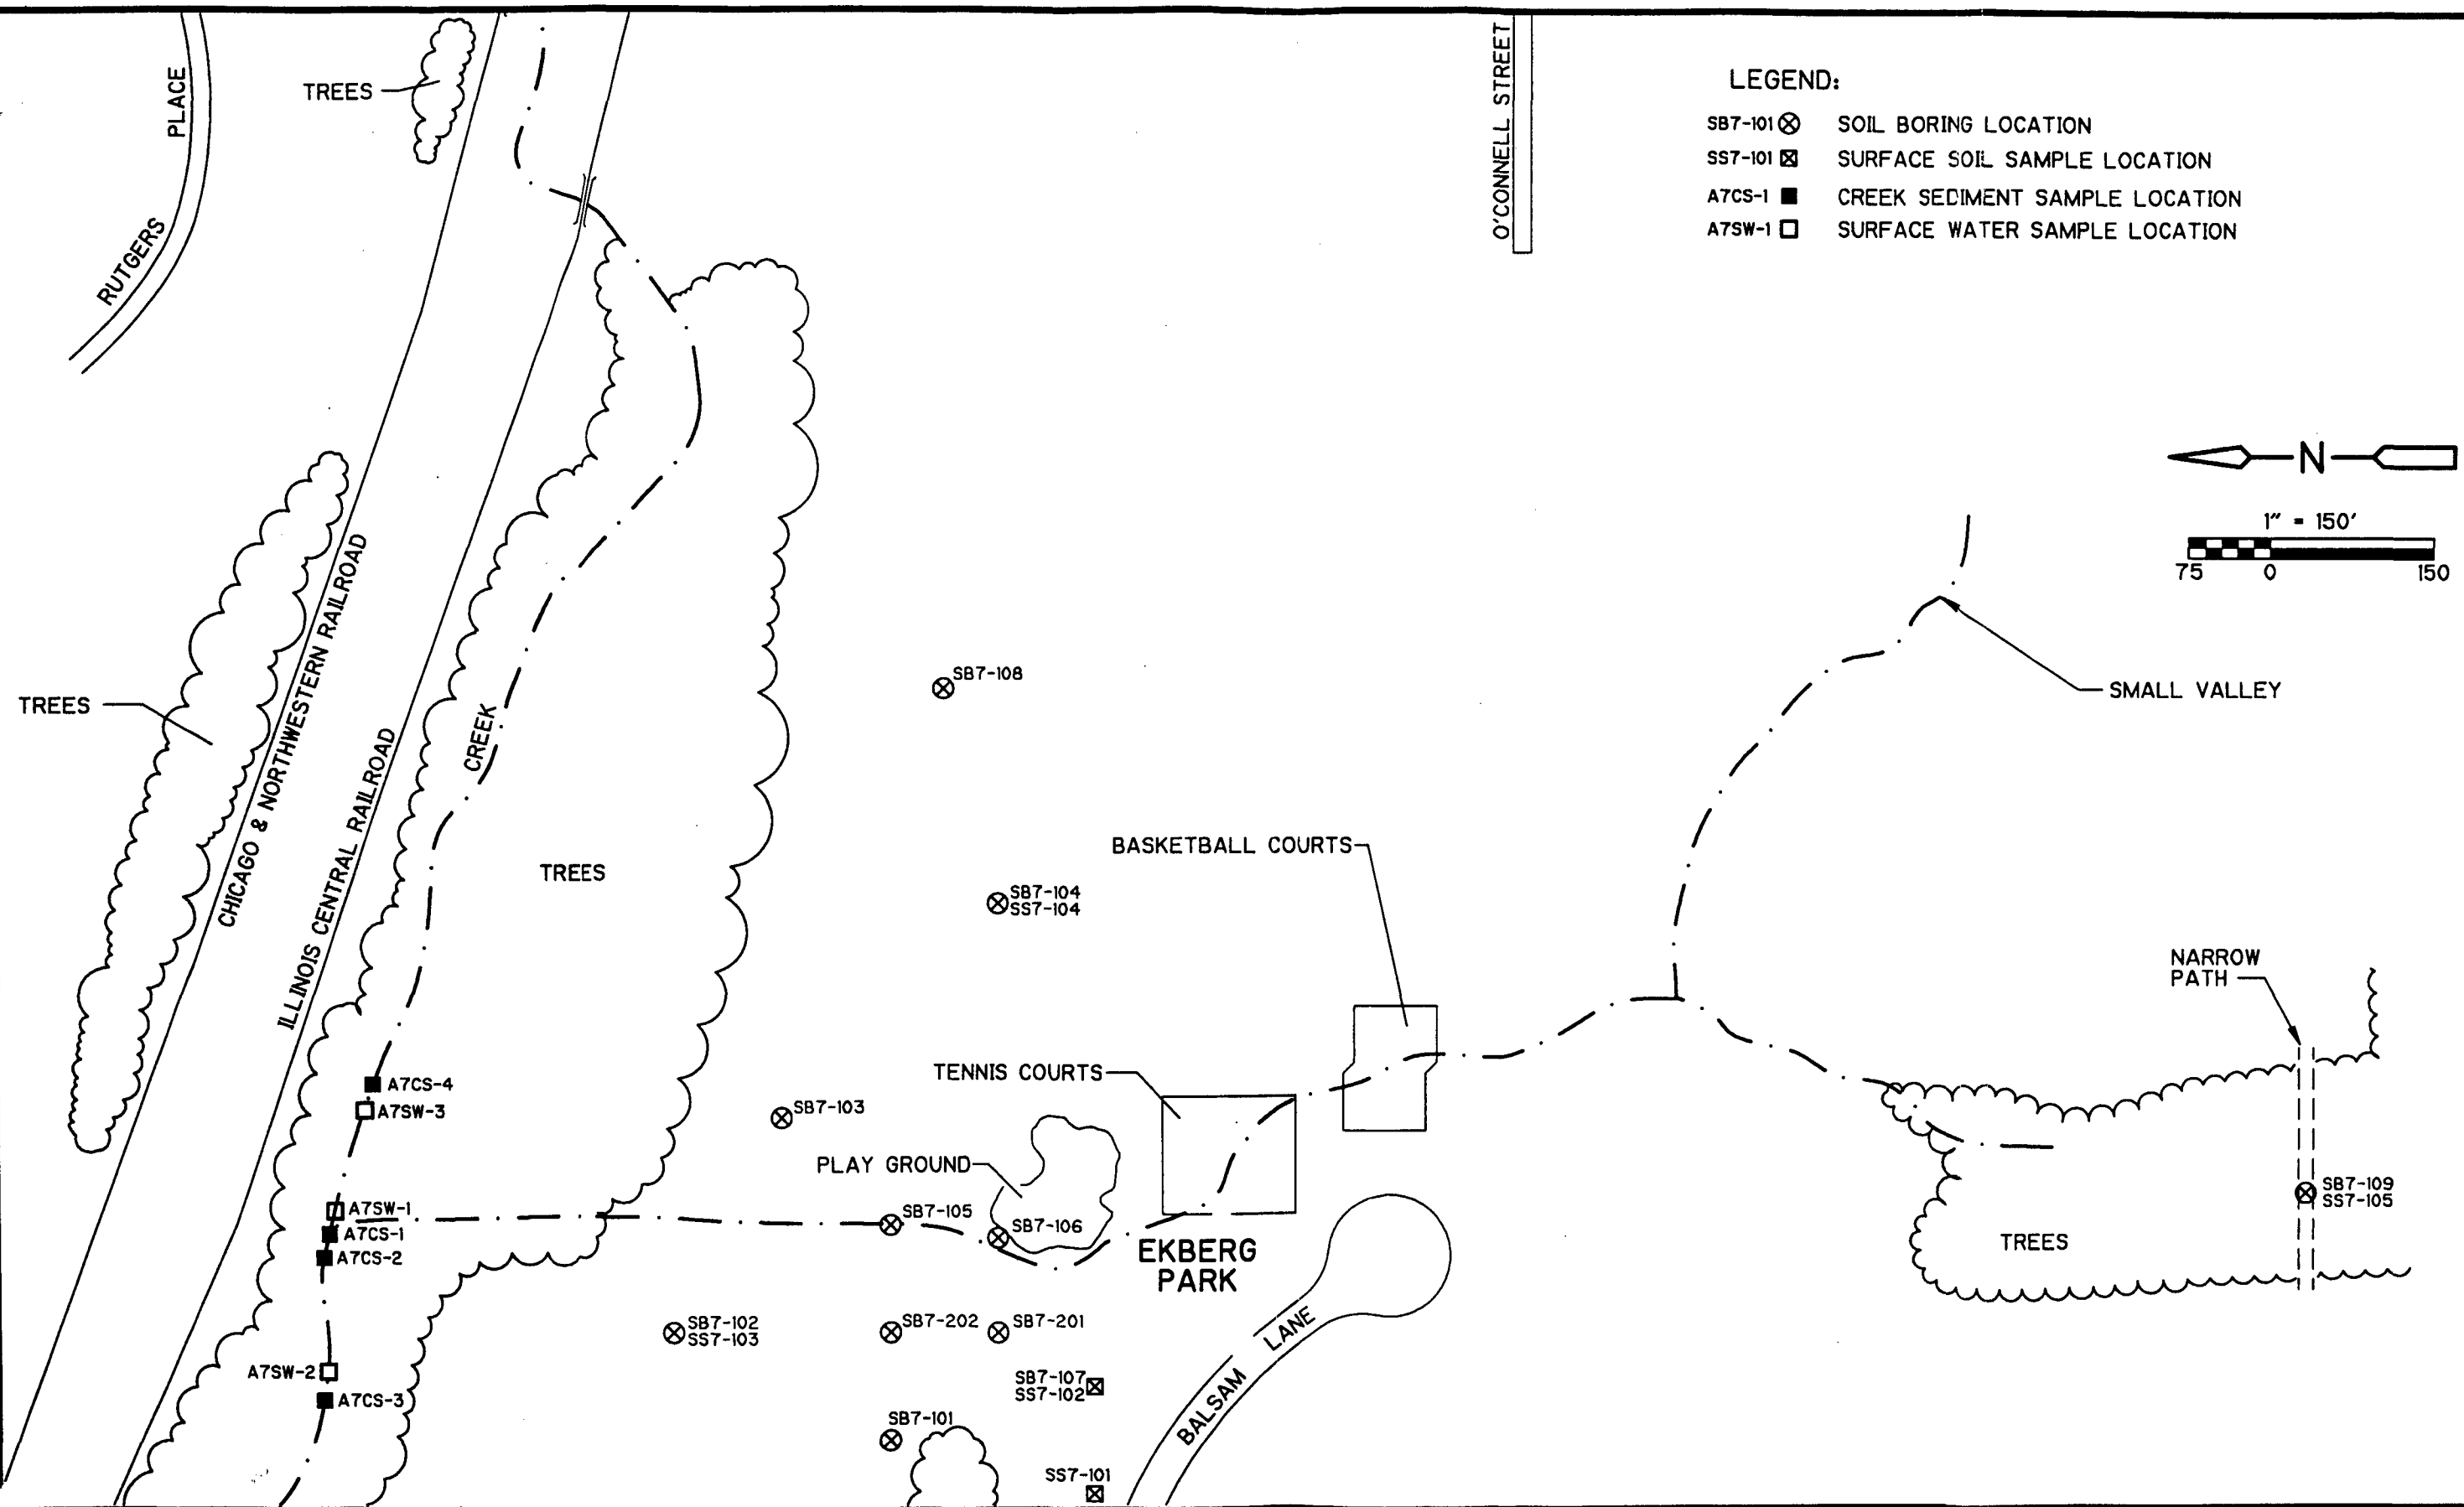 PLACE
RUTGERS
TREES
O'CONNELL STREET
LEGEND:
SB7-101 SOIL BORING LOCATION
SS7-101 SURFACE SOIL SAMPLE LOCATION
A7CS-1 CREEK SEDIMENT SAMPLE LOCATION
A7SW-1 SURFACE WATER SAMPLE LOCATION
N
1" = 150'
75 0 150
SMALL VALLEY
TREES
CHICAGO & NORTHWESTERN RAILROAD
ILLINOIS CENTRAL RAILROAD
CREEK
TREES
SB7-108
SB7-104
SS7-104
BASKETBALL COURTS
NARROW
PATH
TENNIS COURTS
A7CS-4
A7SW-3
SB7-103
PLAY GROUND
A7SW-1
A7CS-1
A7CS-2
SB7-105
SB7-106
EKBERG
PARK
SB7-109
SS7-105
TREES
SB7-102
SS7-103
SB7-202
SB7-201
A7SW-2
A7CS-3
SB7-107
SS7-102
SB7-101
SS7-101
BALSAM LANE